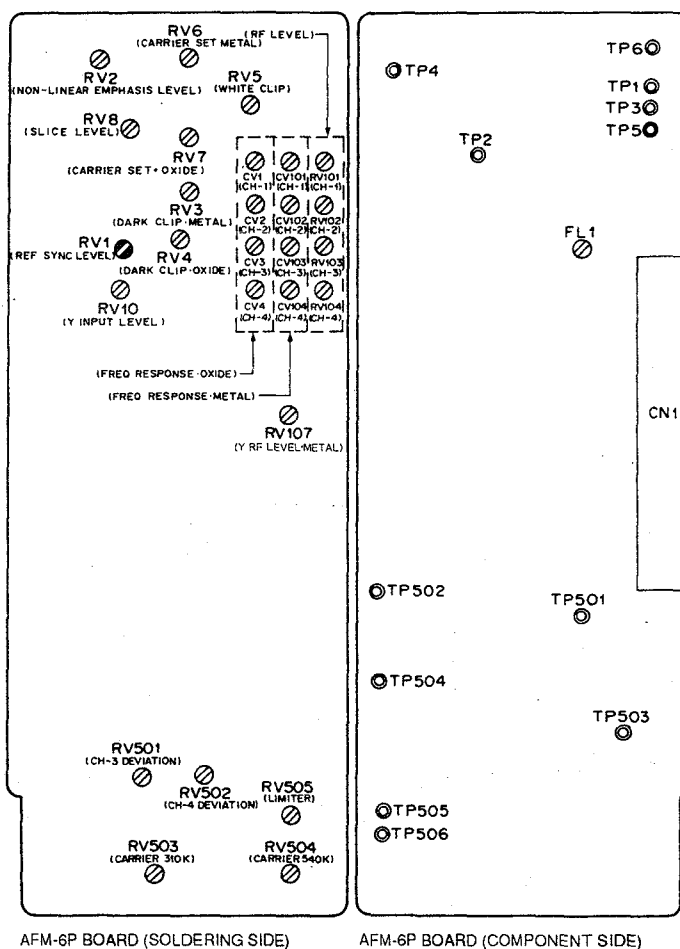 RV6
(CARRIER SET METAL)
(RF LEVEL)
RV2
(NON-LINEAR EMPHASIS LEVEL)
RV5
(WHITE CLIP)
RV8
(SLICE LEVEL)
RV7
(CARRIER SET·OXIDE)
CV1
(CH-1)
CV101
(CH-1)
RV101
(CH-1)
RV3
(DARK CLIP·METAL)
CV2
(CH-2)
CV102
(CH-2)
RV102
(CH-2)
RV1
(REF SYNC LEVEL)
RV4
(DARK CLIP·OXIDE)
CV3
(CH-3)
CV103
(CH-3)
RV103
(CH-3)
RV10
(Y INPUT LEVEL)
CV4
(CH-4)
CV104
(CH-4)
RV104
(CH-4)
(FREQ RESPONSE·OXIDE)
(FREQ RESPONSE·METAL)
RV107
(Y RF LEVEL·METAL)
RV501
(CH-3 DEVIATION)
RV502
(CH-4 DEVIATION)
RV505
(LIMITER)
RV503
(CARRIER 310K)
RV504
(CARRIER 540K)
AFM-6P BOARD (SOLDERING SIDE)
TP6
TP4
TP1
TP3
TP5
TP2
FL1
CN1
TP502
TP501
TP504
TP503
TP505
TP506
AFM-6P BOARD (COMPONENT SIDE)